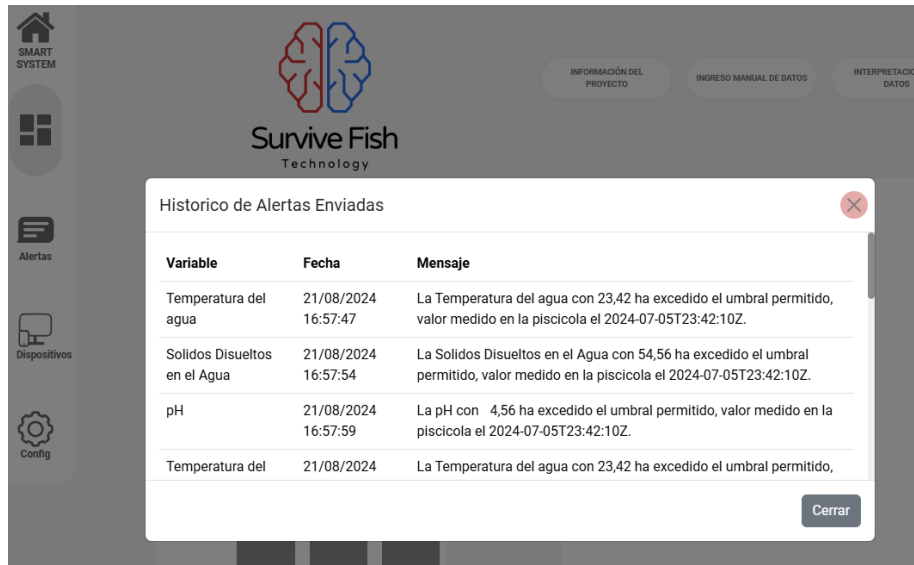 SMART
SYSTEM
Survive Fish
Technology
INFORMACIÓN DEL
PROYECTO
INGRESO MANUAL DE DATOS
DATOS
Alertas
Dispositivos
Config
Historico de Alertas Enviadas
Variable Fecha Mensaje
Temperatura del 21/08/2024 La Temperatura del agua con 23,42 ha excedido el umbral permitido,
agua 16:57:47 valor medido en la piscicola el 2024-07-05T23:42:10Z.
Solidos Disueltos 21/08/2024 La Solidos Disueltos en el Agua con 54,56 ha excedido el umbral
en el Agua 16:57:54 permitido, valor medido en la piscicola el 2024-07-05T23:42:10Z.
pH 21/08/2024 La pH con 4,56 ha excedido el umbral permitido, valor medido en la
16:57:59 piscicola el 2024-07-05T23:42:10Z.
Temperatura del 21/08/2024 La Temperatura del agua con 23,42 ha excedido el umbral permitido,
Cerrar